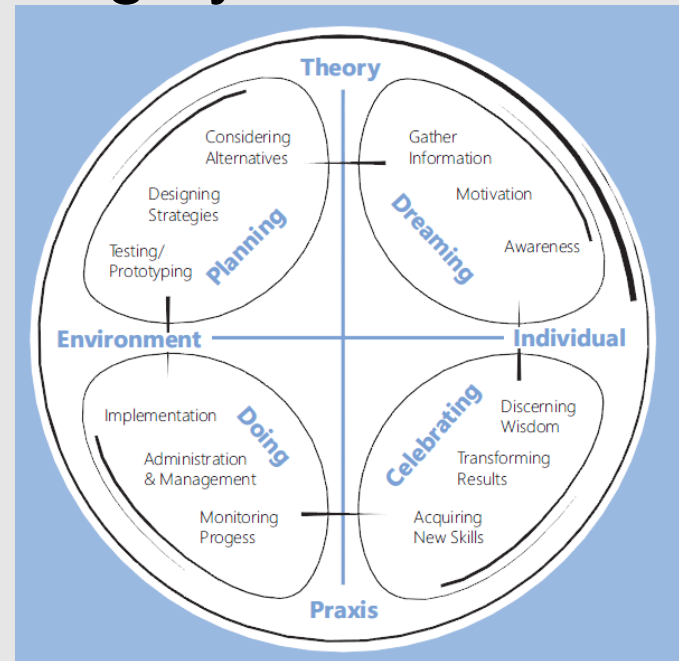 Theory
Considering
Alternatives
Designing
Strategies
Testing/
Prototyping
Planning
Gather
Information
Motivation
Awareness
Dreaming
Environment
Individual
Implementation
Administration
& Management
Monitoring
Progess
Doing
Discerning
Wisdom
Transforming
Results
Acquiring
New Skills
Celebrating
Praxis